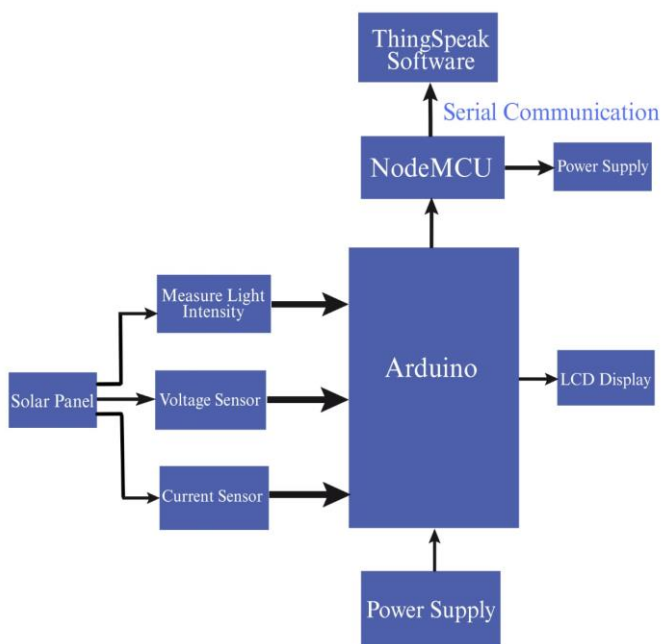 ThingSpeak
Software
Serial Communication
NodeMCU
Power Supply
Measure Light
Intensity
Arduino
Solar Panel
Voltage Sensor
LCD Display
Current Sensor
Power Supply